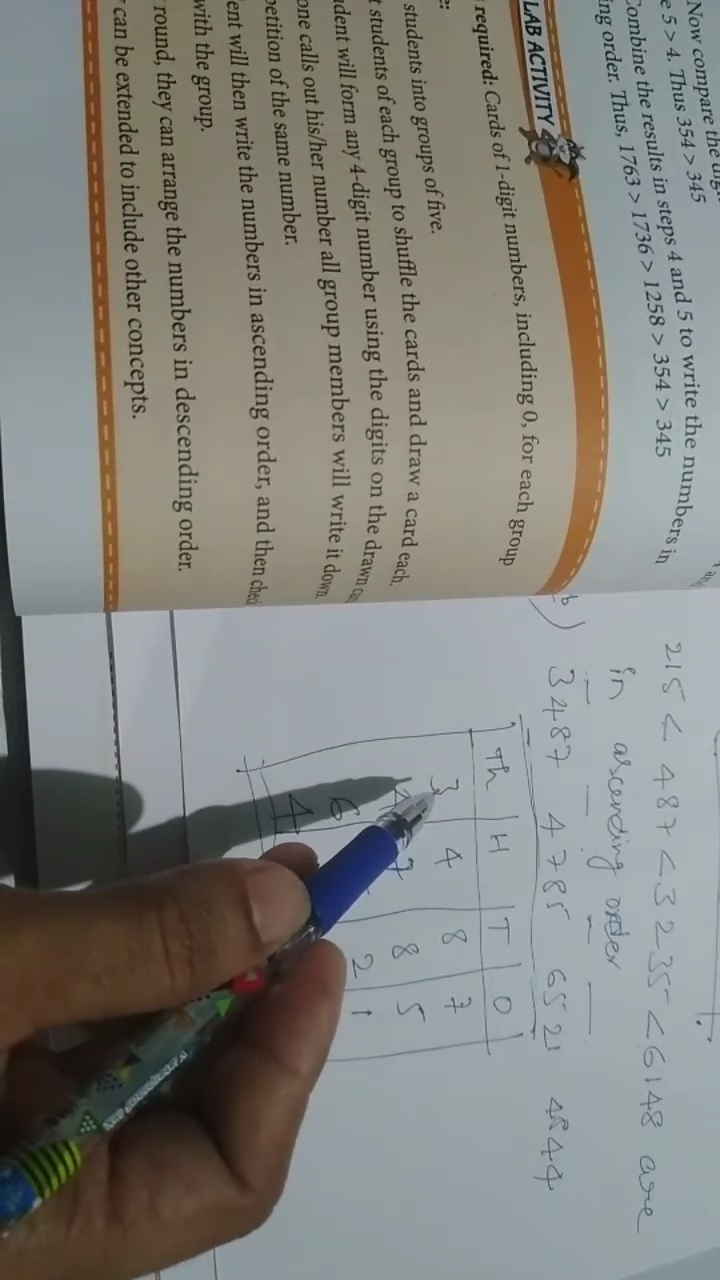 Now compare the
5 > 4. Thus 354 > 345
Combine the results in steps 4 and 5 to write the numbers in
ing order. Thus, 1763 > 1736 > 1258 > 354 > 345
LAB ACTIVITY
required: Cards of 1-digit numbers, including 0, for each group
students into groups of five.
students of each group to shuffle the cards and draw a card each.
dent will form any 4-digit number using the digits on the drawn
one calls out his/her number all group members will write it down
petition of the same number.
ent will then write the numbers in ascending order, and then
with the group.
round, they can arrange the numbers in descending order.
can be extended to include other concepts.
215 < 487 < 3235 < 6148 are
in ascending order
b) 3487 4785 6521 4844
Th H T O
3 4 8 7
7 8 5
6 2 1
4